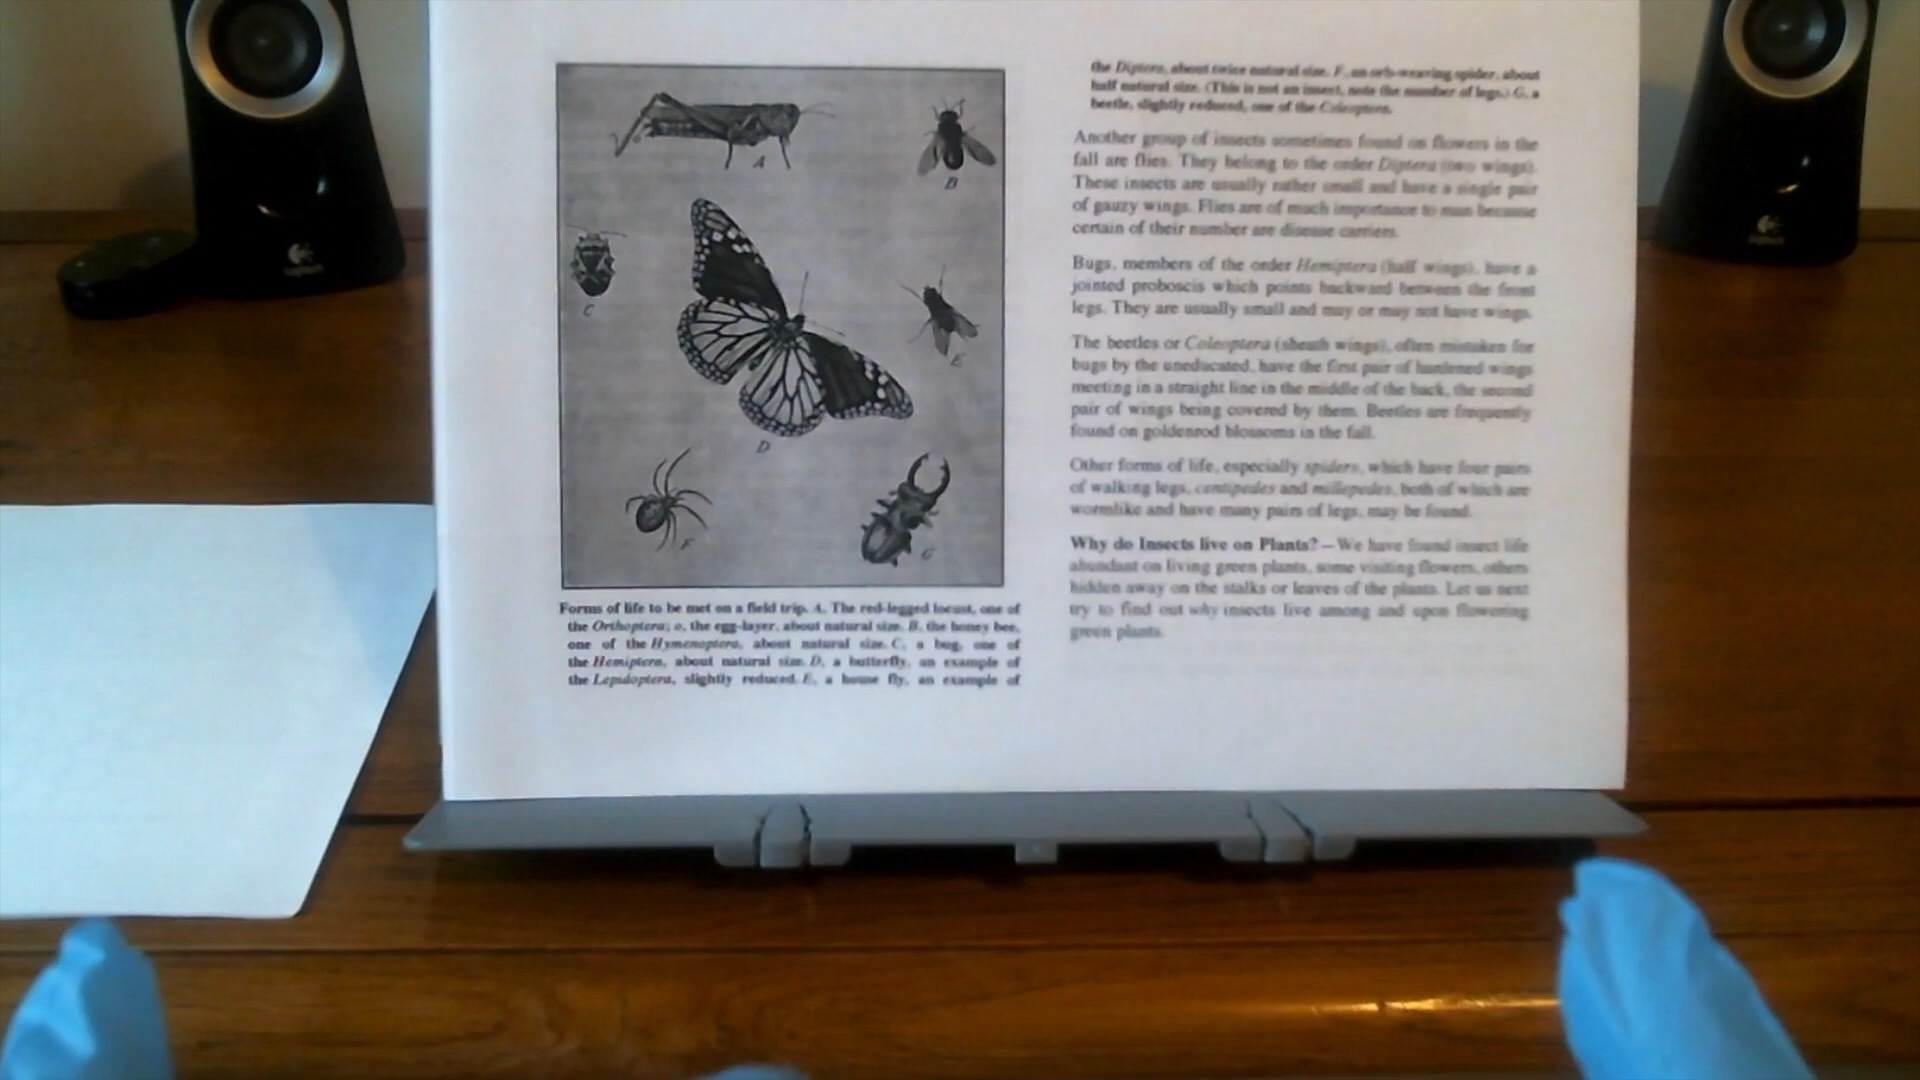 A
B
C
D
E
F
G
Forms of life to be met on a field trip. A. The red-legged locust, one of
the Orthoptera; o, the egg-layer, about natural size. B, the honey bee,
one of the Hymenoptera, about natural size. C, a bug, one of
the Hemiptera, about natural size. D, a butterfly, an example of
the Lepidoptera, slightly reduced. E, a house fly, an example of
the Diptera, about twice natural size. F, an orb-weaving spider, about
half natural size. (This is not an insect, note the number of legs.) G, a
beetle, slightly reduced, one of the Coleoptera.
Another group of insects sometimes found on flowers in the
fall are flies. They belong to the order Diptera (two wings).
These insects are usually rather small and have a single pair
of gauzy wings. Flies are of much importance to man because
certain of their number are disease carriers.
Bugs, members of the order Hemiptera (half wings), have a
jointed proboscis which points backward between the front
legs. They are usually small and may or may not have wings.
The beetles or Coleoptera (sheath wings), often mistaken for
bugs by the uneducated, have the first pair of hardened wings
meeting in a straight line in the middle of the back, the second
pair of wings being covered by them. Beetles are frequently
found on goldenrod blossoms in the fall.
Other forms of life, especially spiders, which have four pairs
of walking legs, centipedes and millepedes, both of which are
wormlike and have many pairs of legs, may be found.
Why do Insects live on Plants?—We have found insect life
abundant on living green plants, some visiting flowers, others
hidden away on the stalks or leaves of the plants. Let us next
try to find out why insects live among and upon flowering
green plants.